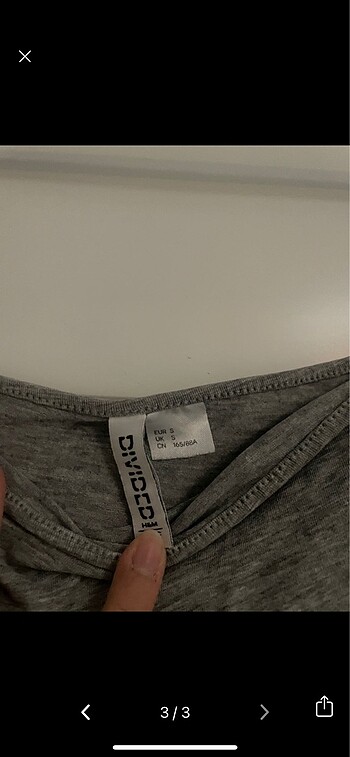 DIVIDED
H&M
EUR S
UK S
CN 165/88A
3/3